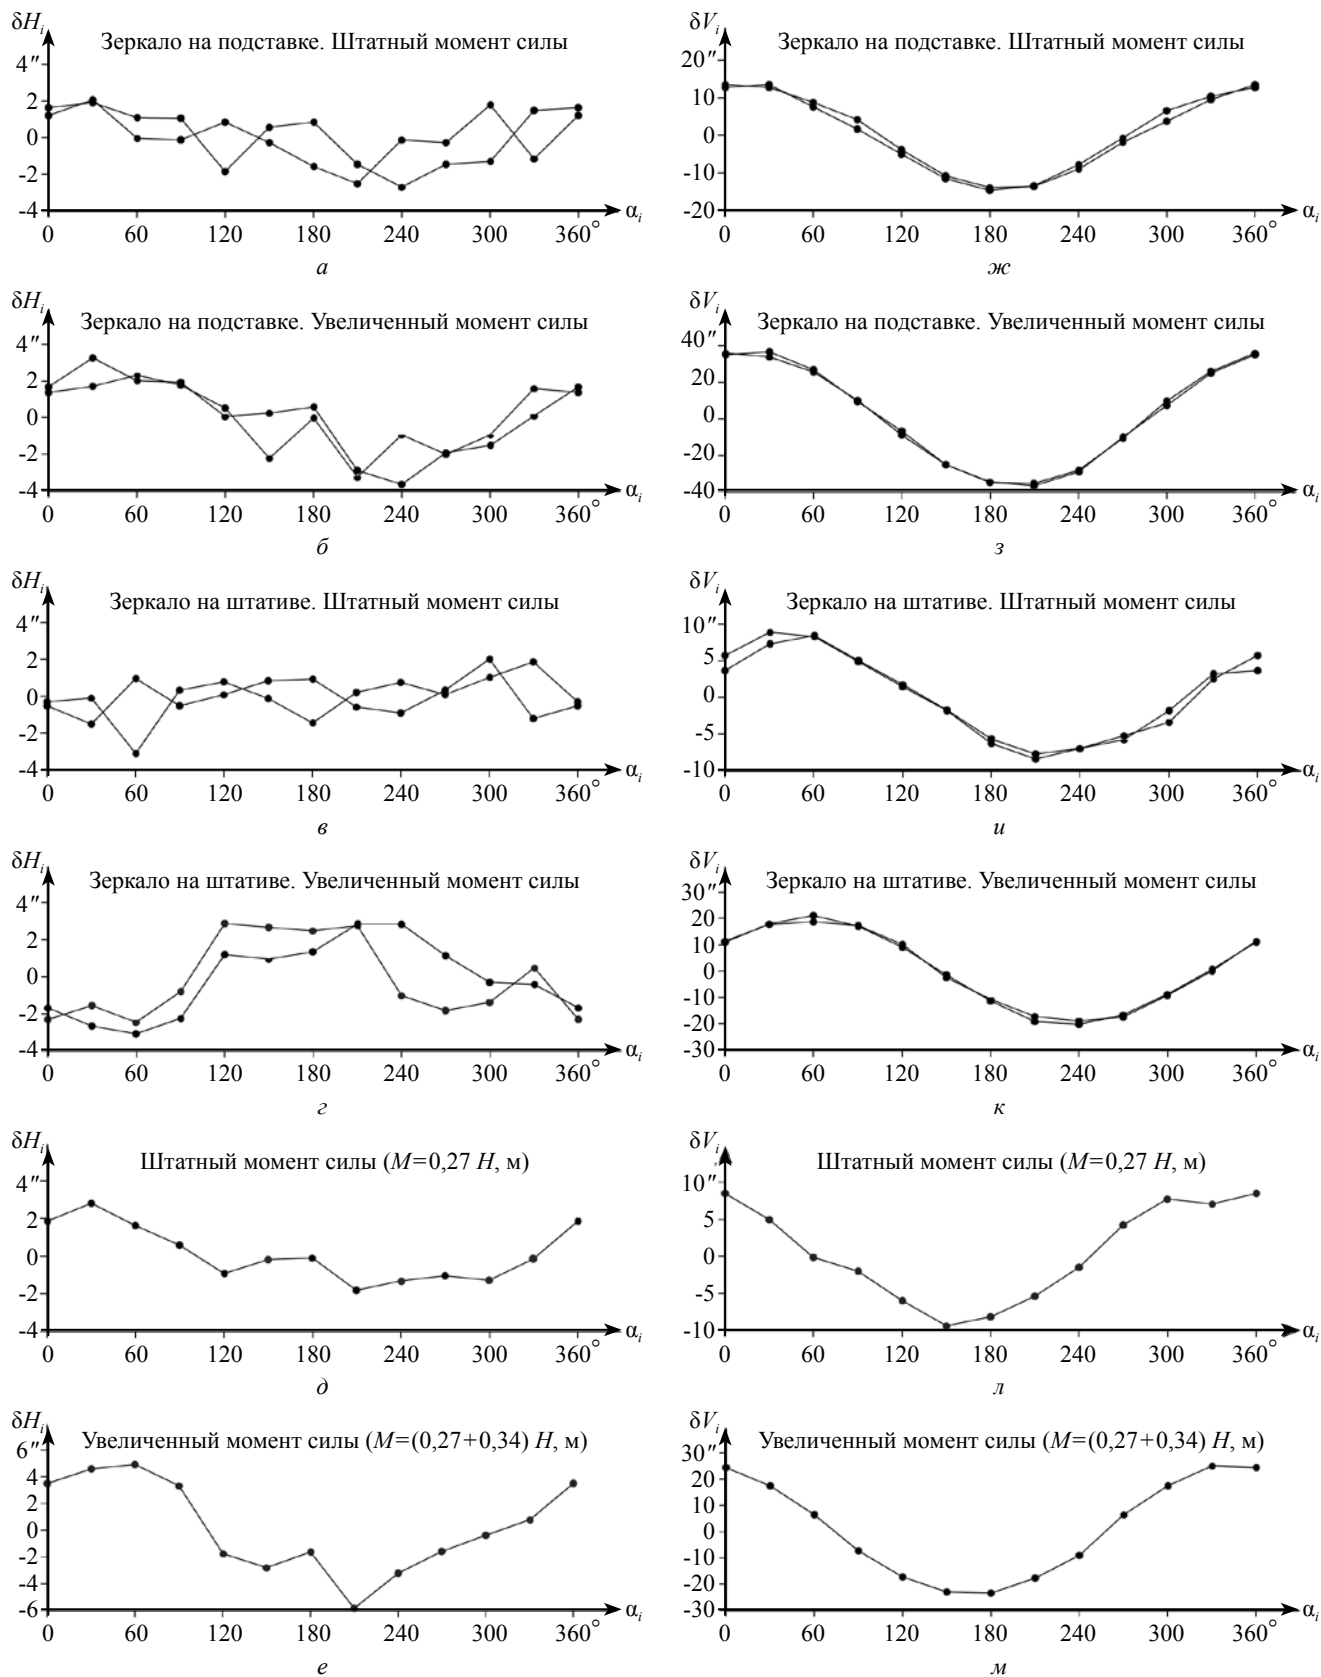 δHᵢ
Зеркало на подставке. Штатный момент силы
4″
2
0
-2
-4
0 60 120 180 240 300 360° αᵢ
а
δVᵢ
Зеркало на подставке. Штатный момент силы
20″
10
0
-10
-20
0 60 120 180 240 300 360° αᵢ
ж
δHᵢ
Зеркало на подставке. Увеличенный момент силы
4″
2
0
-2
-4
0 60 120 180 240 300 360° αᵢ
б
δVᵢ
Зеркало на подставке. Увеличенный момент силы
40″
20
0
-20
-40
0 60 120 180 240 300 360° αᵢ
з
δHᵢ
Зеркало на штативе. Штатный момент силы
4″
2
0
-2
-4
0 60 120 180 240 300 360° αᵢ
в
δVᵢ
Зеркало на штативе. Штатный момент силы
10″
5
0
-5
-10
0 60 120 180 240 300 360° αᵢ
и
δHᵢ
Зеркало на штативе. Увеличенный момент силы
4″
2
0
-2
-4
0 60 120 180 240 300 360° αᵢ
г
δVᵢ
Зеркало на штативе. Увеличенный момент силы
30″
20
10
0
-10
-20
-30
0 60 120 180 240 300 360° αᵢ
к
δHᵢ
Штатный момент силы (M=0,27 Н, м)
4″
2
0
-2
-4
0 60 120 180 240 300 360° αᵢ
д
δVᵢ
Штатный момент силы (M=0,27 Н, м)
10″
5
0
-5
-10
0 60 120 180 240 300 360° αᵢ
л
δHᵢ
Увеличенный момент силы (M=(0,27+0,34) Н, м)
6″
4
2
0
-2
-4
-6
0 60 120 180 240 300 360° αᵢ
е
δVᵢ
Увеличенный момент силы (M=(0,27+0,34) Н, м)
30″
20
10
0
-10
-20
-30
0 60 120 180 240 300 360° αᵢ
м